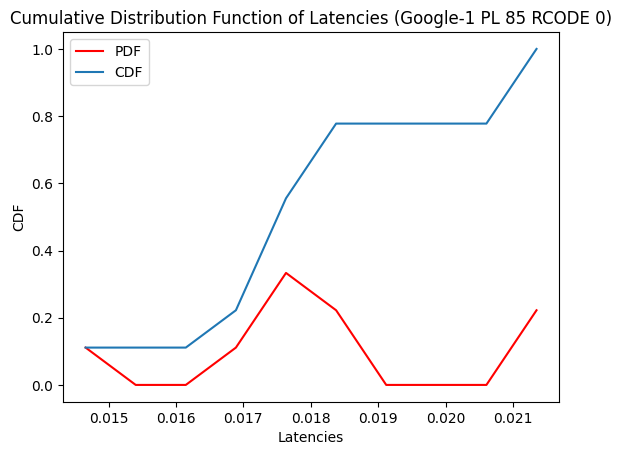 Cumulative Distribution Function of Latencies (Google-1 PL 85 RCODE 0)
PDF
CDF
1.0
0.8
0.6
0.4
0.2
0.0
CDF
0.015 0.016 0.017 0.018 0.019 0.020 0.021
Latencies